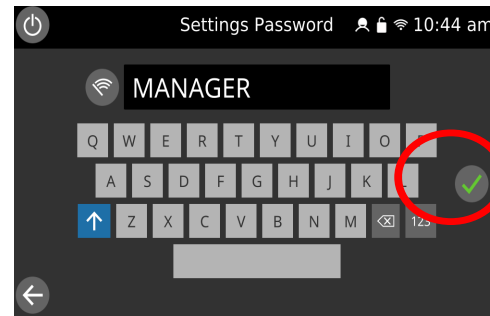 Settings Password 10:44 am
MANAGER
Q W E R T Y U I O
A S D F G H J K L
Z X C V B N M 123